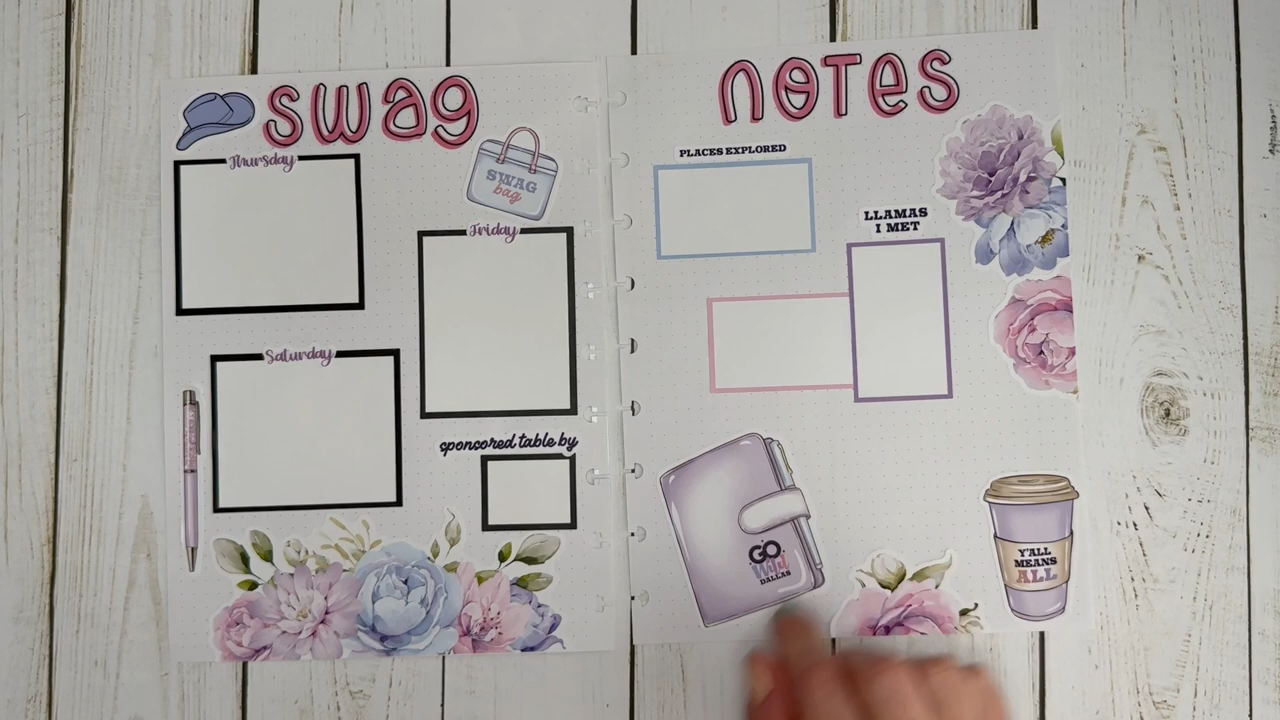 swag
Thursday
SWAG
bag
Friday
Saturday
sponsored table by
notes
PLACES EXPLORED
LLAMAS
I MET
GO
Wild
DALLAS
Y'ALL
MEANS
ALL